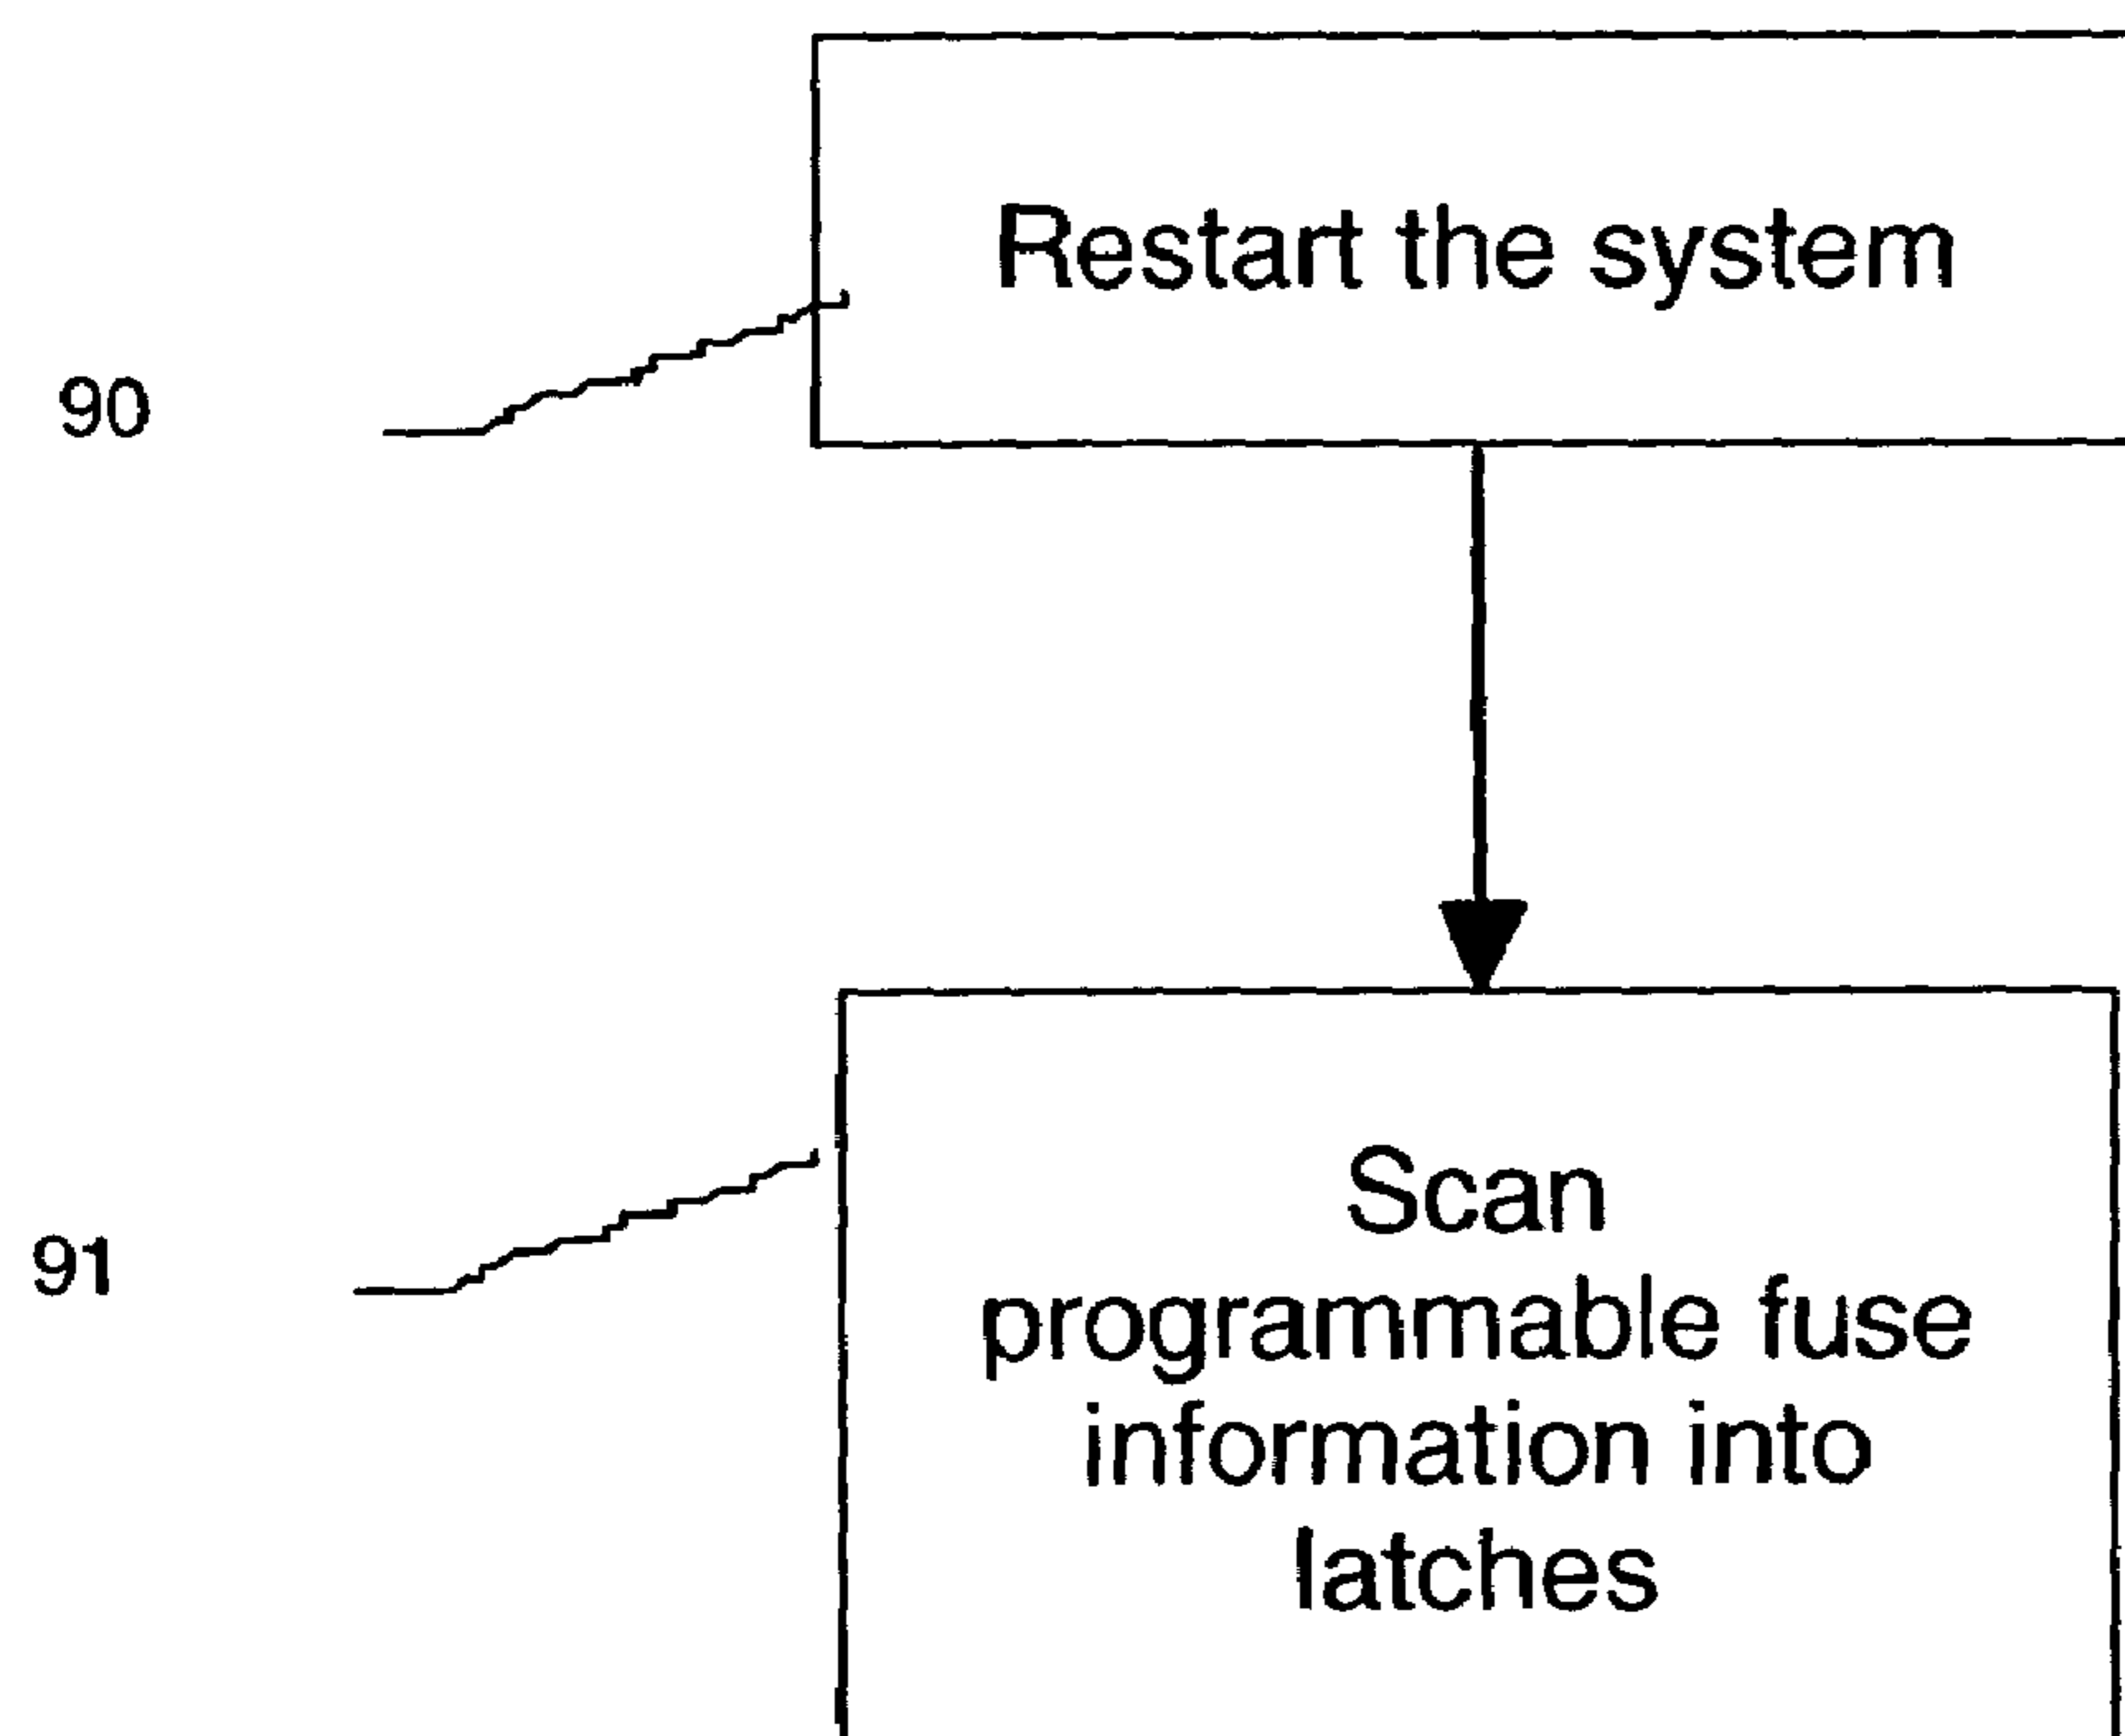 Restart the system
90
Scan
91
programmable fuse
information into
latches